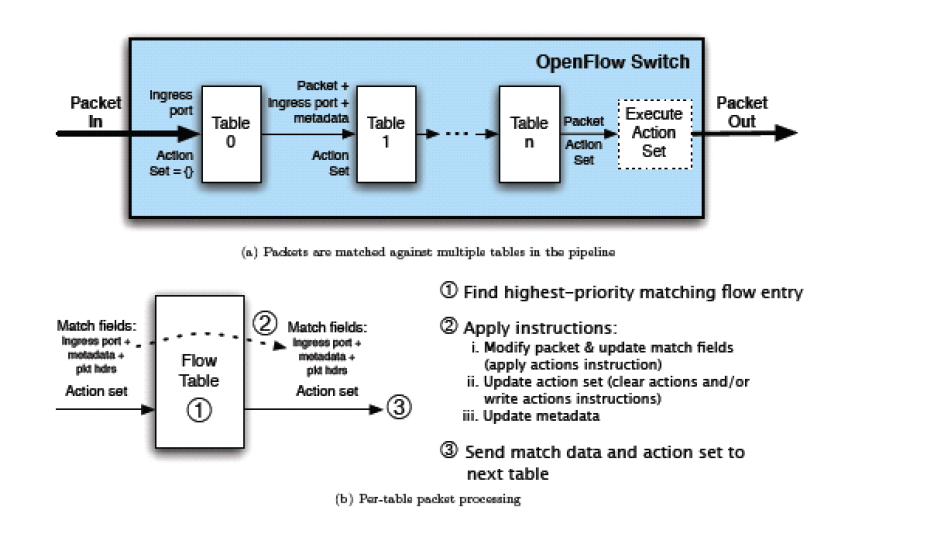 OpenFlow Switch
Packet
In
Ingress
port
Action
Set = {}
Table
0
Packet +
Ingress port +
metadata
Action
Set
Table
1
Table
n
Packet
Action
Set
Execute
Action
Set
Packet
Out
(a) Packets are matched against multiple tables in the pipeline
Match fields:
Ingress port +
metadata +
pkt hdrs
Action set
Flow
Table
①
②
Match fields:
Ingress port +
metadata +
pkt hdrs
Action set
③
① Find highest-priority matching flow entry
② Apply instructions:
i. Modify packet & update match fields
(apply actions instruction)
ii. Update action set (clear actions and/or
write actions instructions)
iii. Update metadata
③ Send match data and action set to
next table
(b) Per-table packet processing